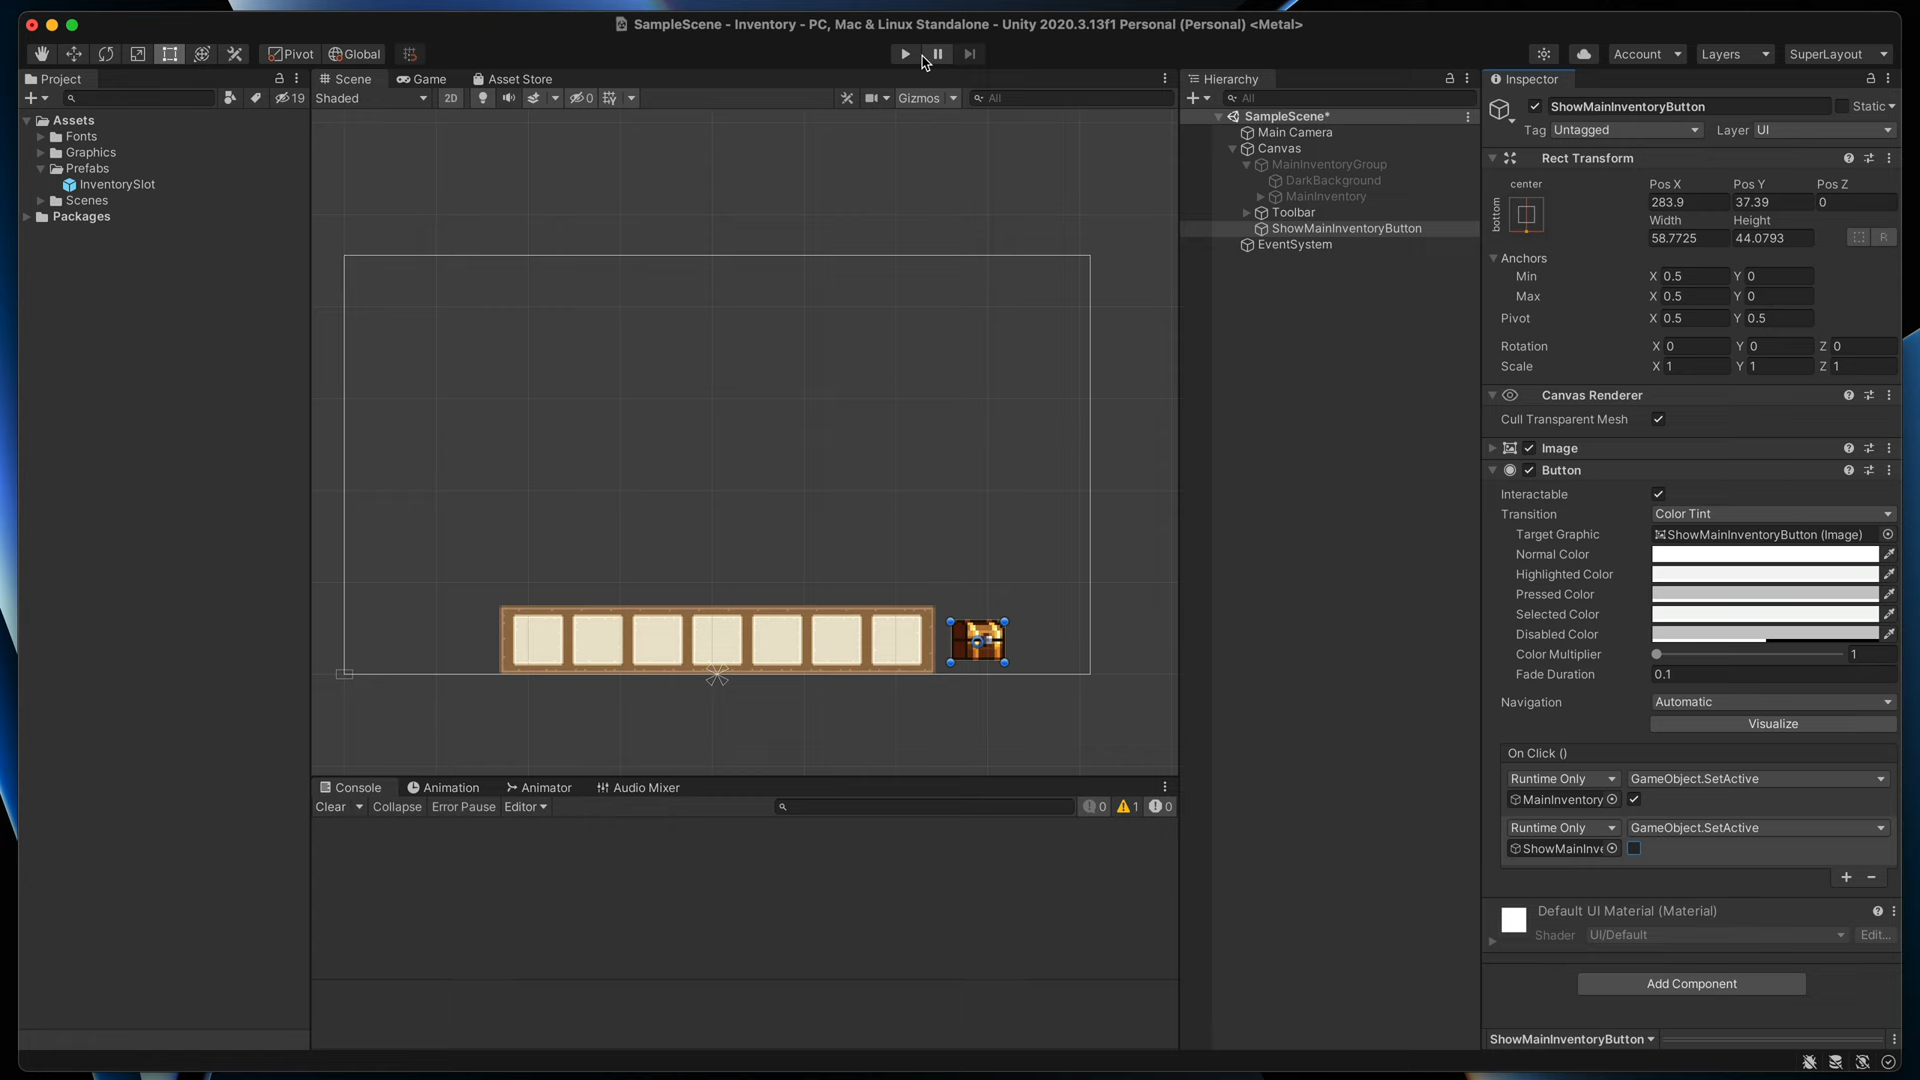 SampleScene - Inventory - PC, Mac & Linux Standalone - Unity 2020.3.13f1 Personal (Personal) <Metal>
Pivot Global Account Layers SuperLayout
Project
19
Assets
Fonts
Graphics
Prefabs
InventorySlot
Scenes
Packages
Scene Game Asset Store
Shaded 2D 0 Gizmos All
Console Animation Animator Audio Mixer
Clear Collapse Error Pause Editor 0 1 0
Hierarchy
All
SampleScene*
Main Camera
Canvas
MainInventoryGroup
DarkBackground
MainInventory
Toolbar
ShowMainInventoryButton
EventSystem
Inspector
ShowMainInventoryButton Static
Tag Untagged Layer UI
Rect Transform
center Pos X Pos Y Pos Z
bottom 283.9 37.39 0
Width Height
58.7725 44.0793 R
Anchors
Min X 0.5 Y 0
Max X 0.5 Y 0
Pivot X 0.5 Y 0.5
Rotation X 0 Y 0 Z 0
Scale X 1 Y 1 Z 1
Canvas Renderer
Cull Transparent Mesh
Image
Button
Interactable
Transition Color Tint
Target Graphic ShowMainInventoryButton (Image)
Normal Color
Highlighted Color
Pressed Color
Selected Color
Disabled Color
Color Multiplier 1
Fade Duration 0.1
Navigation Automatic
Visualize
On Click ()
Runtime Only GameObject.SetActive
MainInventory
Runtime Only GameObject.SetActive
ShowMainInve
Default UI Material (Material)
Shader UI/Default Edit...
Add Component
ShowMainInventoryButton